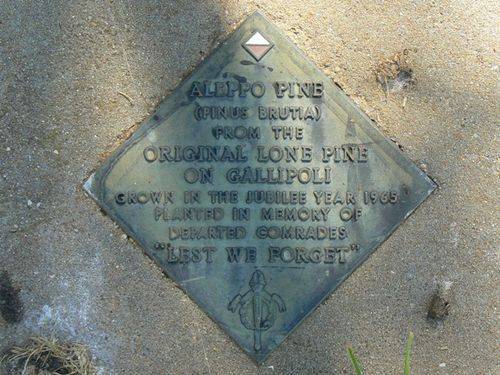 ALEPPO PINE
(PINUS BRUTIA)
FROM THE
ORIGINAL LONE PINE
ON GALLIPOLI
GROWN IN THE JUBILEE YEAR 1965
PLANTED IN MEMORY OF
DEPARTED COMRADES
"LEST WE FORGET"